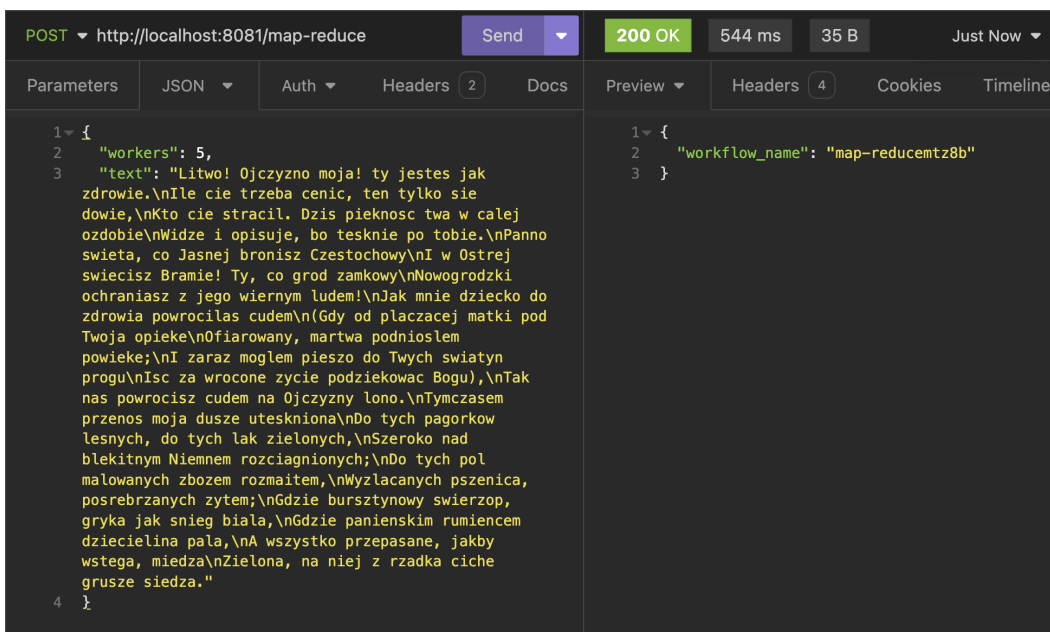 POST http://localhost:8081/map-reduce Send 200 OK 544 ms 35 B Just Now
Parameters JSON Auth Headers 2 Docs Preview Headers 4 Cookies Timeline
1 {
2 "workers": 5,
3 "text": "Litwo! Ojczyzno moja! ty jestes jak
zdrowie.\nIle cie trzeba cenic, ten tylko sie
dowie,\nKto cie stracil. Dzis pieknosc twa w calej
ozdobie\nWidze i opisuje, bo tesknie po tobie.\nPanno
swieta, co Jasnej bronisz Czestochowy\nI w Ostrej
swiecisz Bramie! Ty, co grod zamkowy\nNowogrodzki
ochraniasz z jego wiernym ludem!\nJak mnie dziecko do
zdrowia powrocilas cudem\n(Gdy od placzacej matki pod
Twoja opieke\nOfiarowany, martwa podnioslem
powieke;\nI zaraz moglem pieszo do Twych swiatyn
progu\nIsc za wrocone zycie podziekowac Bogu),\nTak
nas powrocisz cudem na Ojczyzny lono.\nTymczasem
przenos moja dusze uteskniona\nDo tych pagorkow
lesnych, do tych lak zielonych,\nSzeroko nad
blekitnym Niemnem rozciagnionych;\nDo tych pol
malowanych zbozem rozmaitem,\nWyzlacanych pszenica,
posrebrzanych zytem;\nGdzie bursztynowy swierzop,
gryka jak snieg biala,\nGdzie panienskim rumiencem
dziecielina pala,\nA wszystko przepasane, jakby
wstega, miedza\nZielona, na niej z rzadka ciche
grusze siedza."
4 }
1 {
2 "workflow_name": "map-reducemtz8b"
3 }